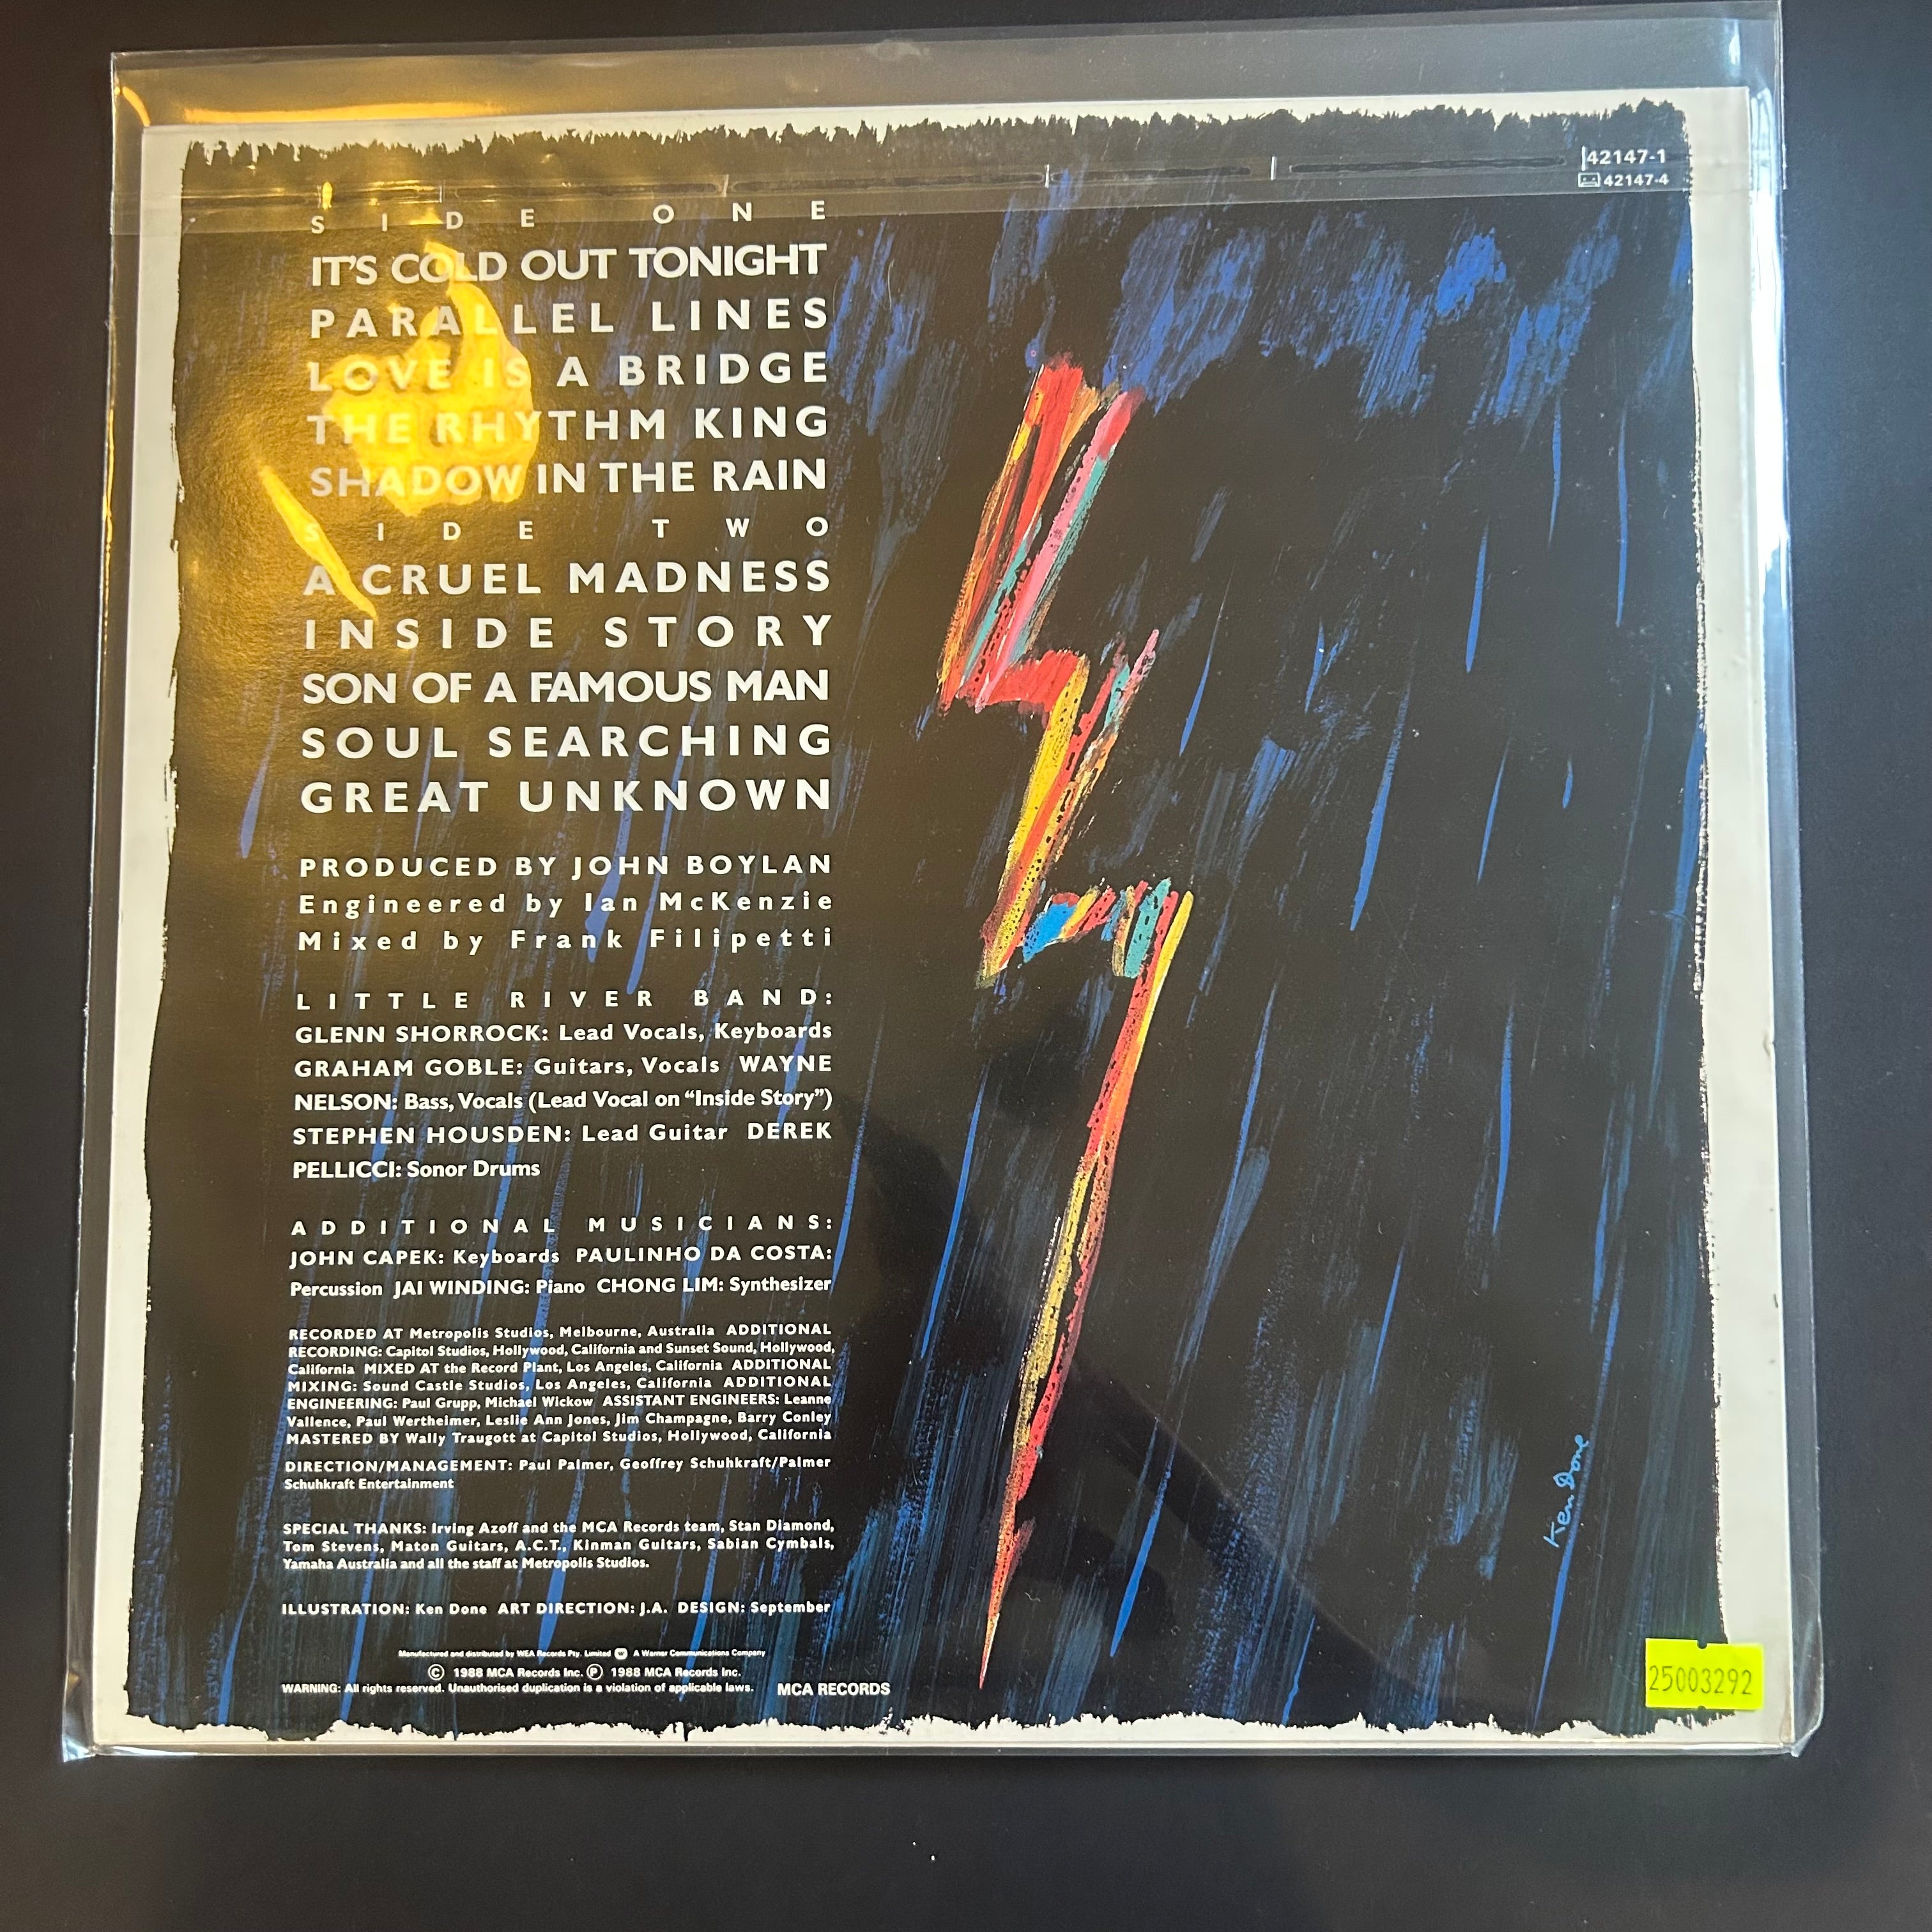 42147-1
42147-4
SIDE ONE
IT'S COLD OUT TONIGHT
PARALLEL LINES
LOVE IS A BRIDGE
THE RHYTHM KING
SHADOW IN THE RAIN
SIDE TWO
A CRUEL MADNESS
INSIDE STORY
SON OF A FAMOUS MAN
SOUL SEARCHING
GREAT UNKNOWN
PRODUCED BY JOHN BOYLAN
Engineered by Ian McKenzie
Mixed by Frank Filipetti
LITTLE RIVER BAND:
GLENN SHORROCK: Lead Vocals, Keyboards
GRAHAM GOBLE: Guitars, Vocals WAYNE
NELSON: Bass, Vocals (Lead Vocal on “Inside Story”)
STEPHEN HOUSDEN: Lead Guitar DEREK
PELLICCI: Sonor Drums
ADDITIONAL MUSICIANS:
JOHN CAPEK: Keyboards PAULINHO DA COSTA:
Percussion JAI WINDING: Piano CHONG LIM: Synthesizer
RECORDED AT Metropolis Studios, Melbourne, Australia ADDITIONAL
RECORDING: Capitol Studios, Hollywood, California and Sunset Sound, Hollywood,
California MIXED AT the Record Plant, Los Angeles, California ADDITIONAL
MIXING: Sound Castle Studios, Los Angeles, California ADDITIONAL
ENGINEERING: Paul Grupp, Michael Wickow ASSISTANT ENGINEERS: Leanne
Vallence, Paul Wertheimer, Leslie Ann Jones, Jim Champagne, Barry Conley
MASTERED BY Wally Traugott at Capitol Studios, Hollywood, California
DIRECTION/MANAGEMENT: Paul Palmer, Geoffrey Schuhkraft/Palmer
Schuhkraft Entertainment
SPECIAL THANKS: Irving Azoff and the MCA Records team, Stan Diamond,
Tom Stevens, Maton Guitars, A.C.T., Kinman Guitars, Sabian Cymbals,
Yamaha Australia and all the staff at Metropolis Studios.
ILLUSTRATION: Ken Done ART DIRECTION: J.A. DESIGN: September
Manufactured and distributed by WEA Records Pty. Limited W A Warner Communications Company
© 1988 MCA Records Inc. ℗ 1988 MCA Records Inc.
WARNING: All rights reserved. Unauthorised duplication is a violation of applicable laws. MCA RECORDS
Ken Done
25003292